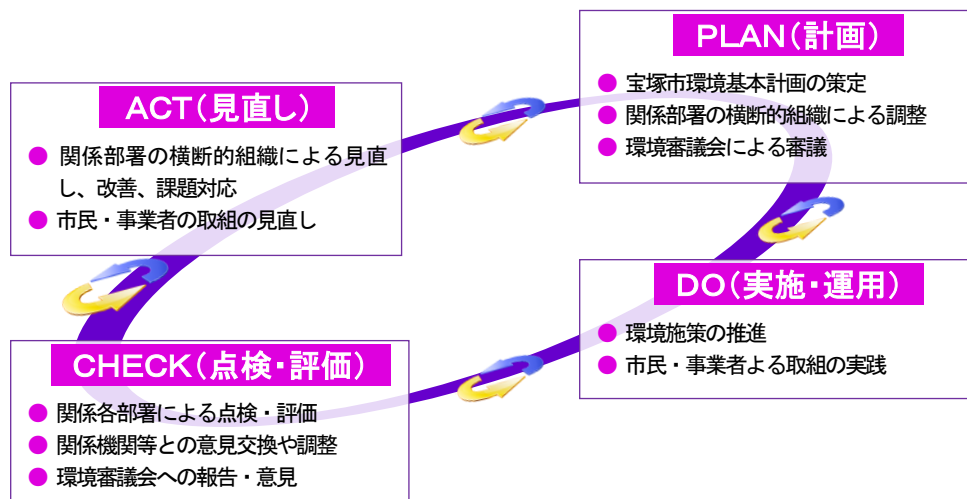 PLAN(計画)
● 宝塚市環境基本計画の策定
● 関係部署の横断的組織による調整
● 環境審議会による審議
ACT(見直し)
● 関係部署の横断的組織による見直
し、改善、課題対応
● 市民・事業者の取組の見直し
DO(実施・運用)
● 環境施策の推進
● 市民・事業者よる取組の実践
CHECK(点検・評価)
● 関係各部署による点検・評価
● 関係機関等との意見交換や調整
● 環境審議会への報告・意見